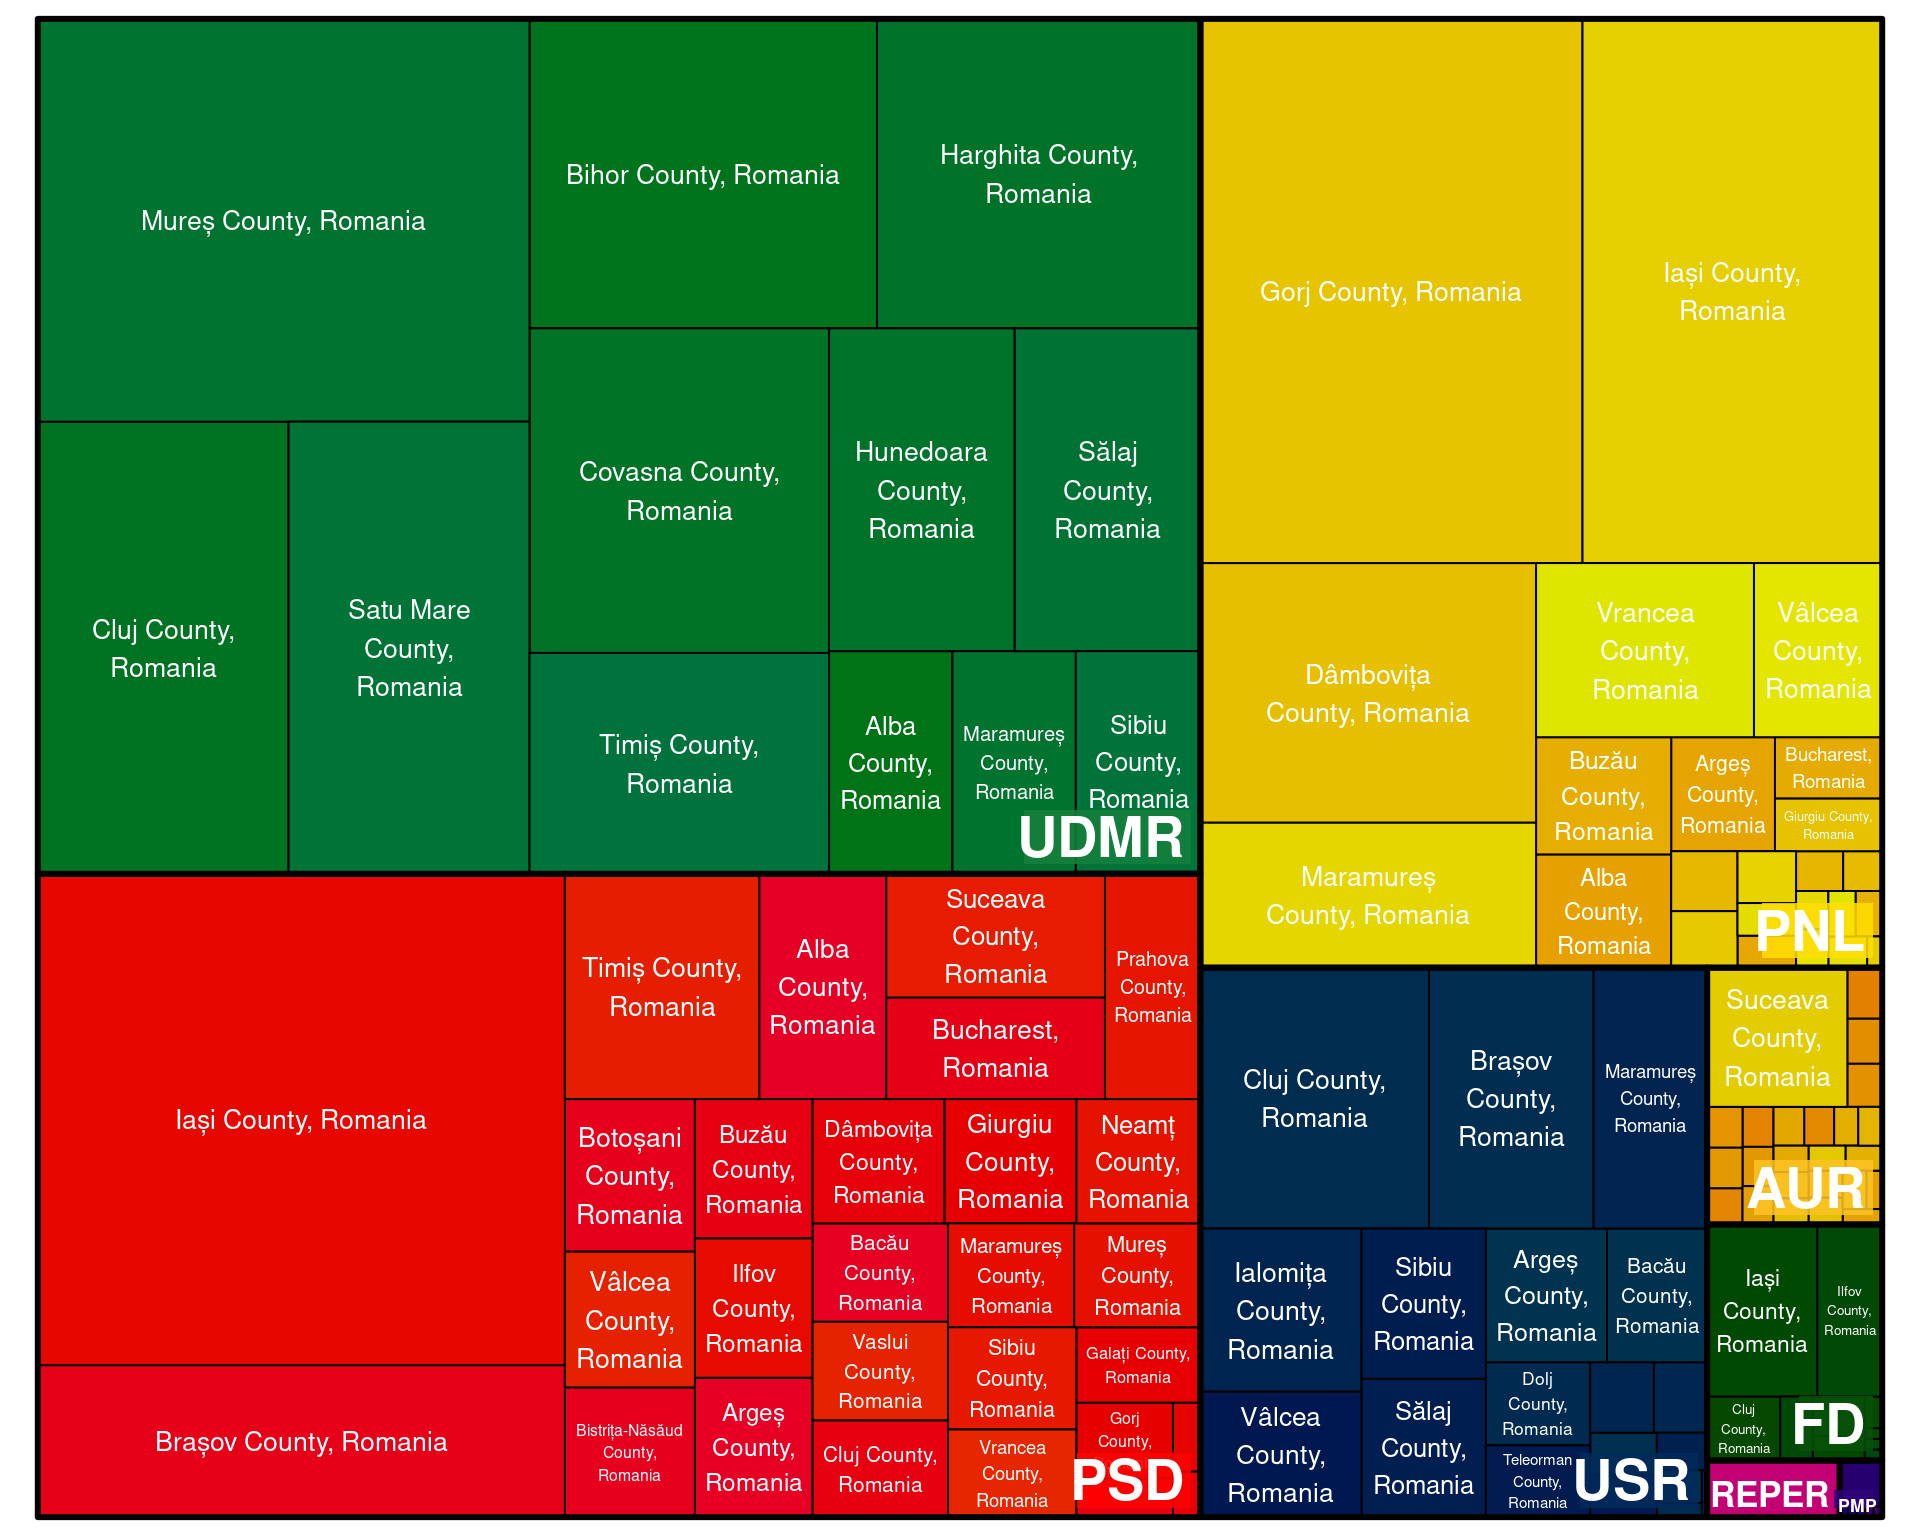 Mureș County, Romania
Bihor County, Romania
Harghita County,
Romania
Cluj County,
Romania
Satu Mare
County,
Romania
Covasna County,
Romania
Hunedoara
County,
Romania
Sălaj
County,
Romania
Timiș County,
Romania
Alba
County,
Romania
Maramureș
County,
Romania
Sibiu
County,
Romania
UDMR
Gorj County, Romania
Iași County,
Romania
Dâmbovița
County, Romania
Maramureș
County, Romania
Vrancea
County,
Romania
Vâlcea
County,
Romania
Buzău
County,
Romania
Argeș
County,
Romania
Bucharest,
Romania
Giurgiu County,
Romania
Alba
County,
Romania
PNL
Iași County, Romania
Brașov County, Romania
Timiș County,
Romania
Alba
County,
Romania
Suceava
County,
Romania
Bucharest,
Romania
Prahova
County,
Romania
Botoșani
County,
Romania
Buzău
County,
Romania
Dâmbovița
County,
Romania
Giurgiu
County,
Romania
Neamț
County,
Romania
Vâlcea
County,
Romania
Ilfov
County,
Romania
Bacău
County,
Romania
Maramureș
County,
Romania
Mureș
County,
Romania
Bistrița-Năsăud
County,
Romania
Argeș
County,
Romania
Vaslui
County,
Romania
Cluj County,
Romania
Sibiu
County,
Romania
Vrancea
County,
Romania
Galați County,
Romania
Gorj
County,
PSD
Cluj County,
Romania
Brașov
County,
Romania
Maramureș
County,
Romania
Ialomița
County,
Romania
Sibiu
County,
Romania
Argeș
County,
Romania
Bacău
County,
Romania
Vâlcea
County,
Romania
Sălaj
County,
Romania
Dolj
County,
Romania
Teleorman
County,
Romania
USR
Suceava
County,
Romania
AUR
Iași
County,
Romania
Ilfov
County,
Romania
Cluj
County,
Romania
FD
REPER
PMP